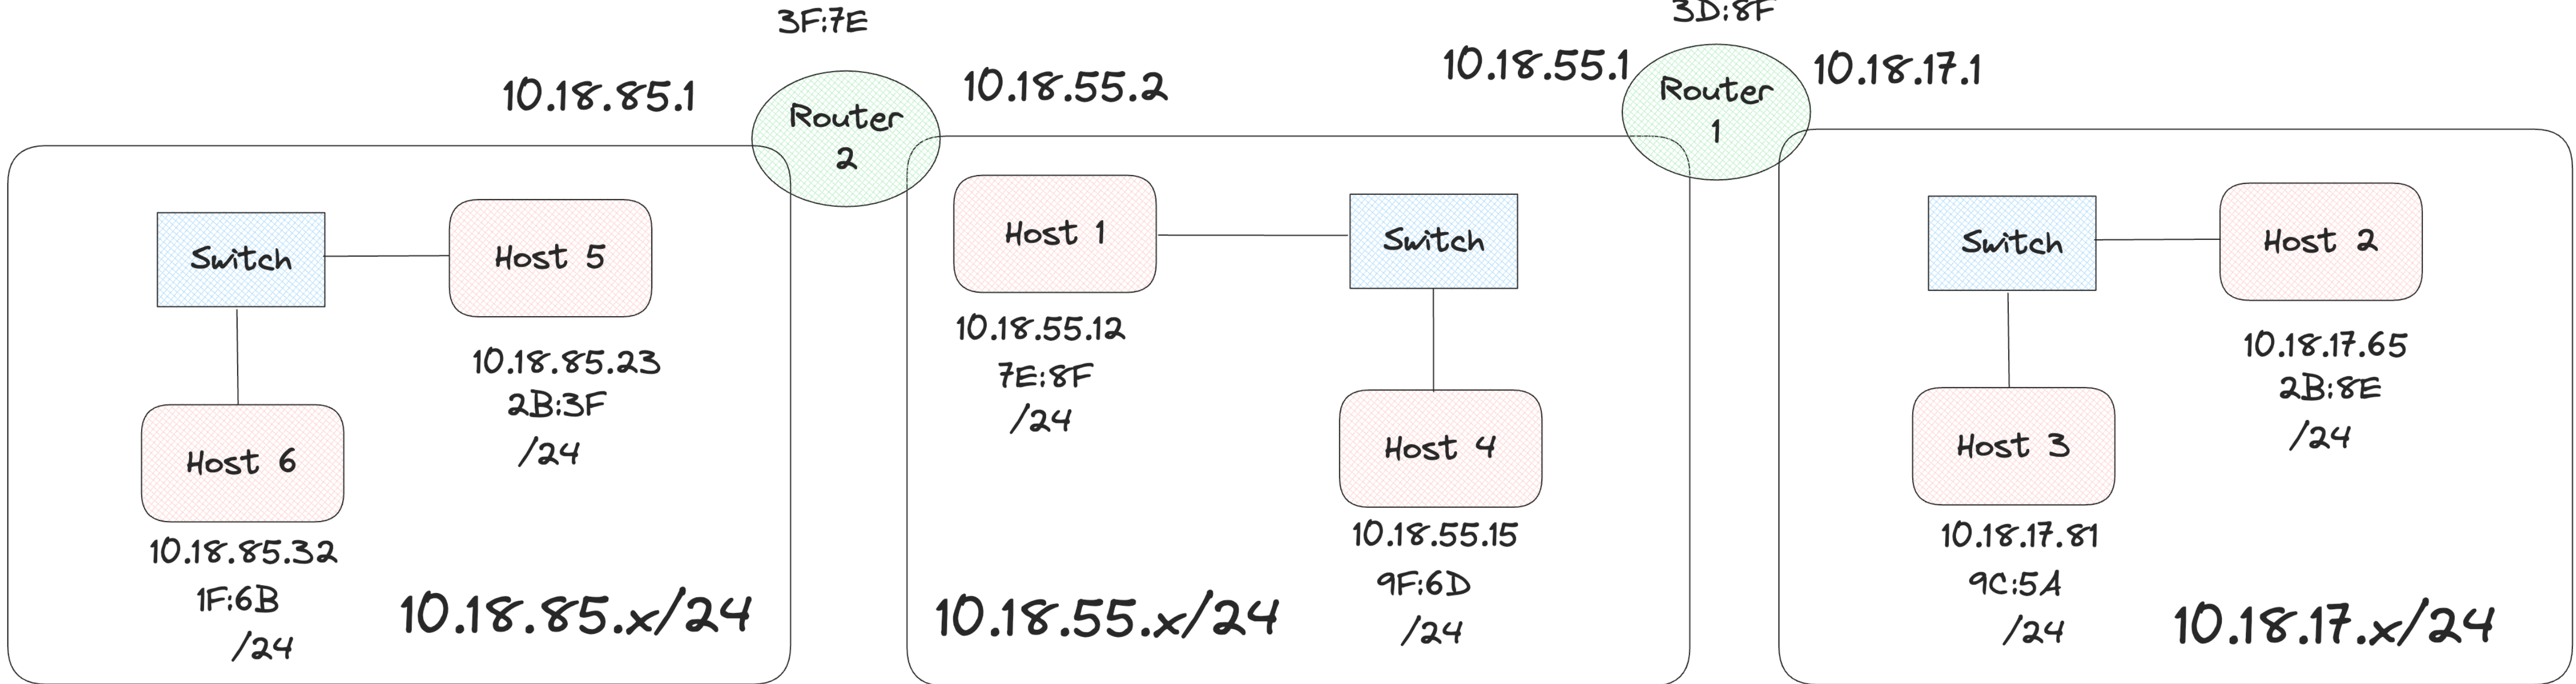 3F:7E
3D:8F
10.18.85.1
Router
2
10.18.55.2
10.18.55.1
Router
1
10.18.17.1
Switch
Host 5
10.18.85.23
2B:3F
/24
Host 6
10.18.85.32
1F:6B
/24
10.18.85.x/24
Host 1
10.18.55.12
7E:8F
/24
Switch
Host 4
10.18.55.15
9F:6D
/24
10.18.55.x/24
Switch
Host 2
10.18.17.65
2B:8E
/24
Host 3
10.18.17.81
9C:5A
/24
10.18.17.x/24